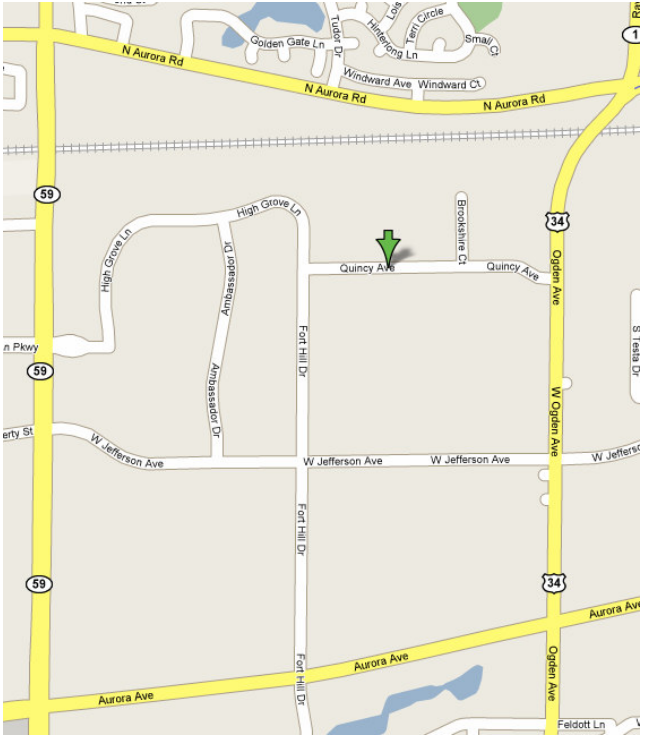 Tudor Dr
Hinterlong Ln
Lois
Terri Circle
Small Ct
Golden Gate Ln
1
N Aurora Rd
Windward Ave
Windward Ct
N Aurora Rd
N Aurora Rd
59
High Grove Ln
Brookshire Ct
34
High Grove Ln
Ambassador Dr
Quincy Ave
Quincy Ave
Ogden Ave
n Pkwy
Fort Hill Dr
S Testa Dr
59
Ambassador Dr
W Ogden Ave
erty St
W Jefferson Ave
W Jefferson Ave
W Jefferson Ave
W Jeffers
Fort Hill Dr
59
34
Aurora Ave
Aurora Ave
Fort Hill Dr
Ogden Ave
Aurora Ave
Feldott Ln